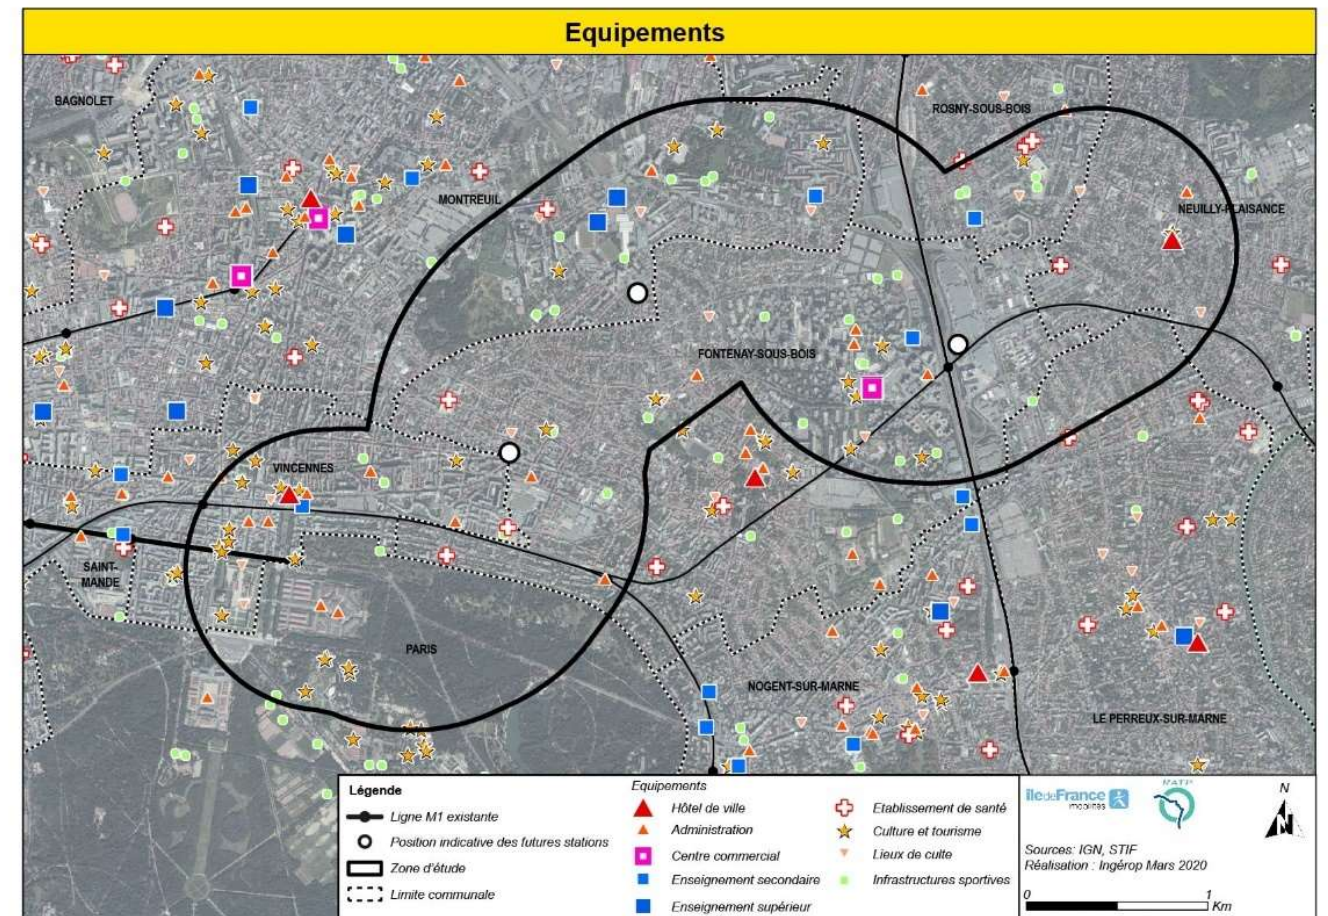 Equipements
BAGNOLET
ROSNY-SOUS-BOIS
MONTREUIL
NEUILLY-PLAISANCE
FONTENAY-SOUS-BOIS
VINCENNES
SAINT-
MANDE
PARIS
NOGENT-SUR-MARNE
LE PERREUX-SUR-MARNE
Légende
Ligne M1 existante
Position indicative des futures stations
Zone d'étude
Limite communale
Equipements
Hôtel de ville
Administration
Centre commercial
Enseignement secondaire
Enseignement supérieur
Etablissement de santé
Culture et tourisme
Lieux de culte
Infrastructures sportives
îledeFrance
mobilités
RATP
N
N
Sources: IGN, STIF
Réalisation : Ingérop Mars 2020
0 1
Km